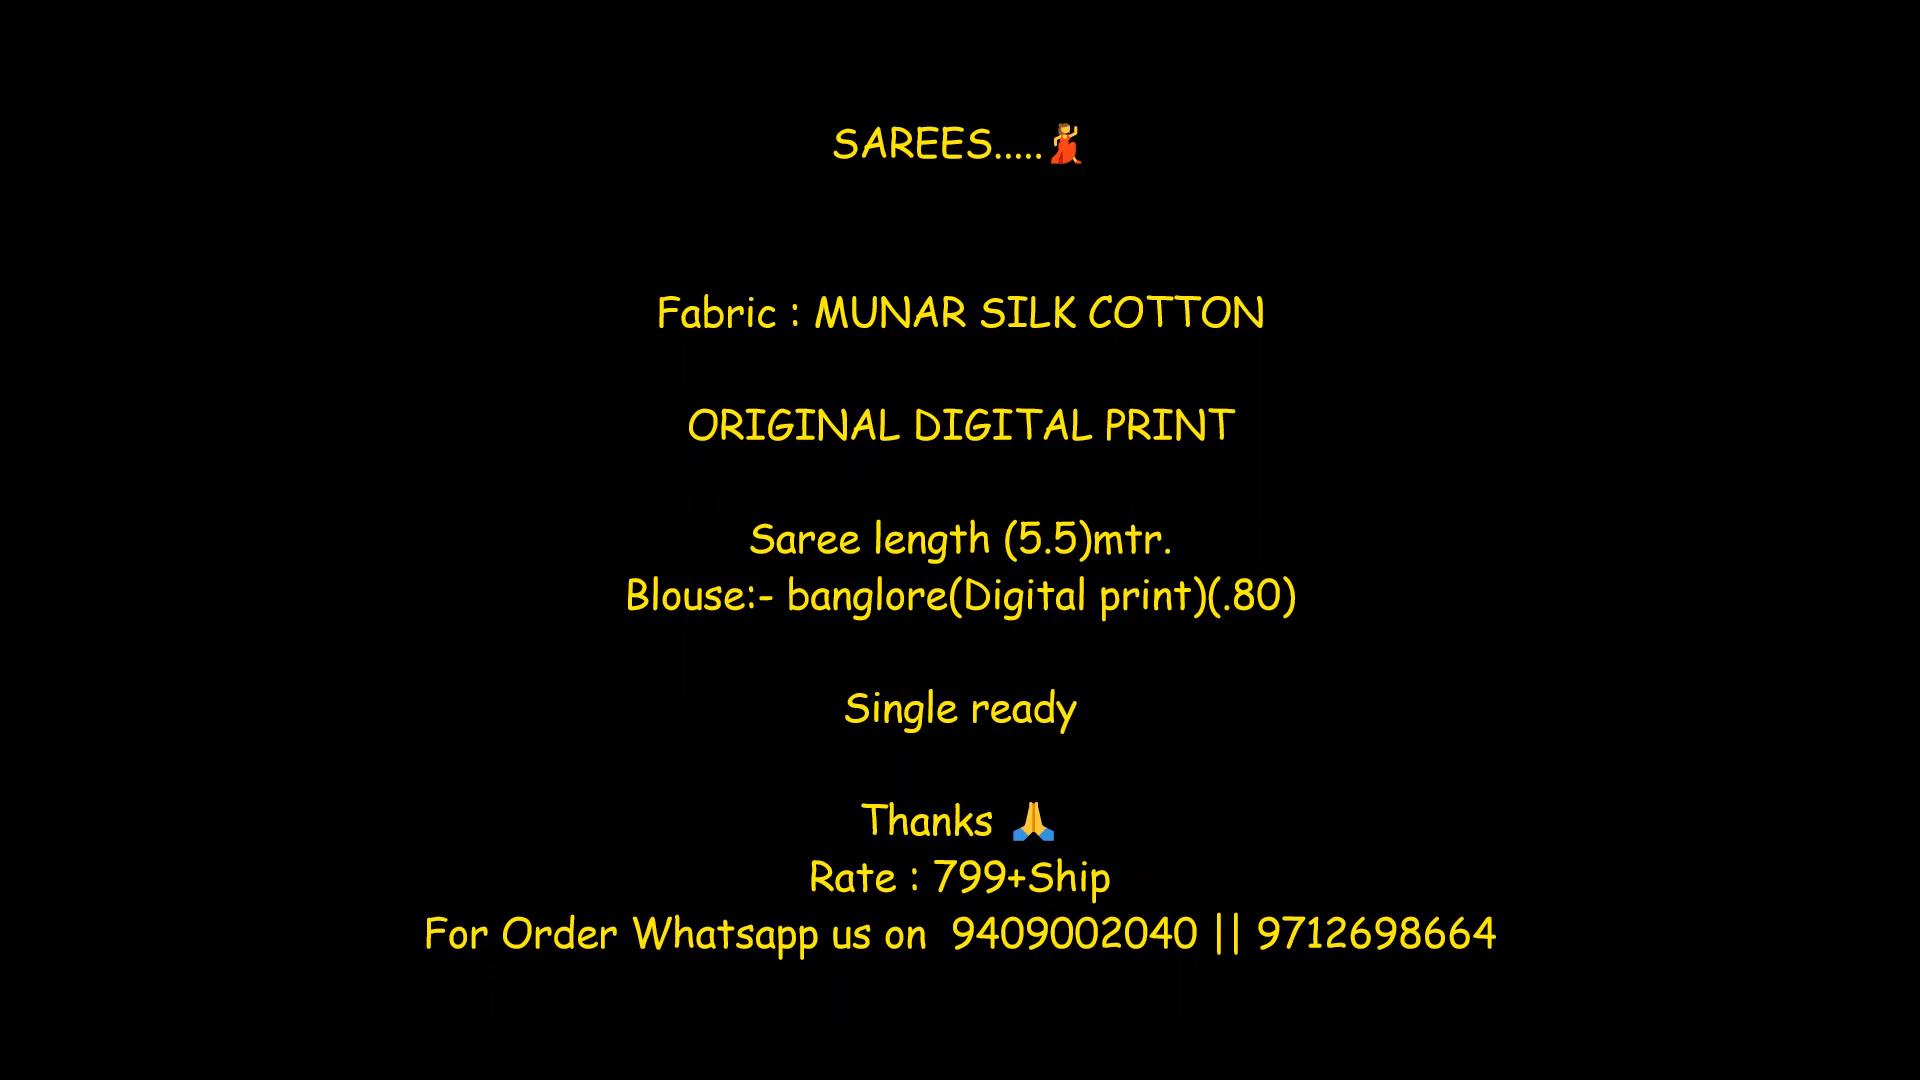 SAREES.....💃
Fabric : MUNAR SILK COTTON
ORIGINAL DIGITAL PRINT
Saree length (5.5)mtr.
Blouse:- banglore(Digital print)(.80)
Single ready
Thanks 🙏
Rate : 799+Ship
For Order Whatsapp us on  9409002040 || 9712698664